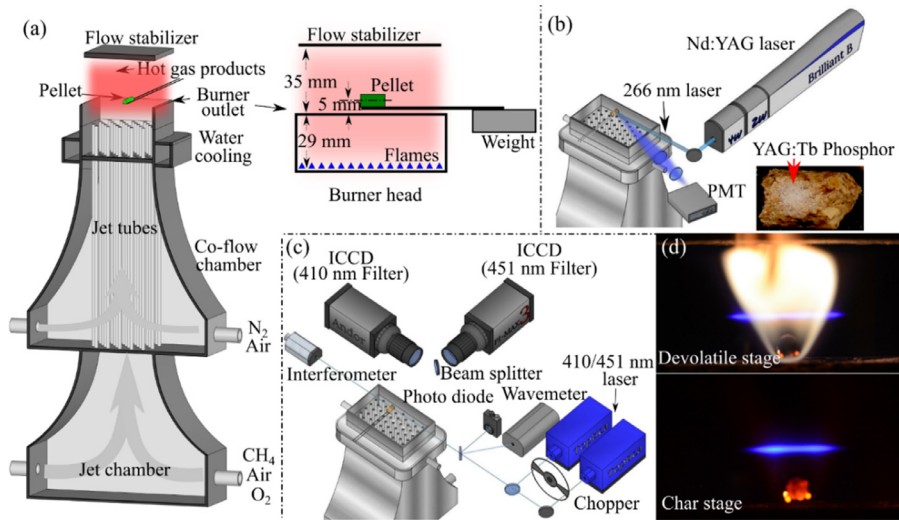 (a)
Flow stabilizer
Hot gas products
Pellet
Burner
outlet
Water
cooling
Jet tubes
Co-flow
chamber
N2
Air
CH4
Air
O2
Jet chamber
Flow stabilizer
35 mm
Pellet
5 mm
29 mm
Flames
Weight
Burner head
(b)
Nd:YAG laser
Brilliant B
266 nm laser
2W
YAG:Tb Phosphor
PMT
(c)
ICCD
(410 nm Filter)
ICCD
(451 nm Filter)
Andor
Interferometer
Beam splitter
410/451 nm
laser
Photo diode
Wavemeter
Chopper
(d)
Devolatile stage
Char stage